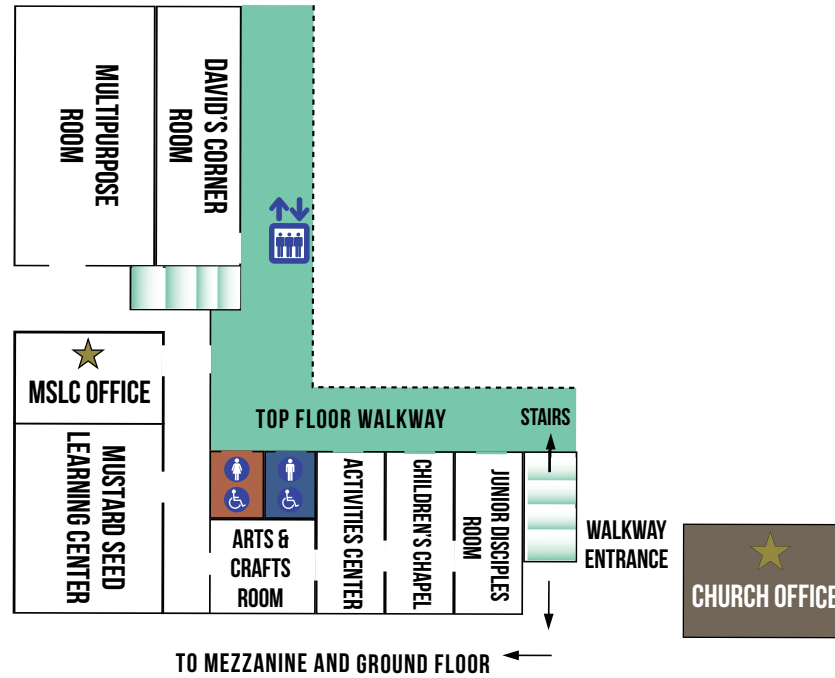 MULTIPURPOSE
ROOM
DAVID'S CORNER
ROOM
MSLC OFFICE
MUSTARD SEED
LEARNING CENTER
TOP FLOOR WALKWAY
STAIRS
ARTS &
CRAFTS
ROOM
ACTIVITIES CENTER
CHILDREN'S CHAPEL
JUNIOR DISCIPLES
ROOM
WALKWAY
ENTRANCE
CHURCH OFFICE
TO MEZZANINE AND GROUND FLOOR